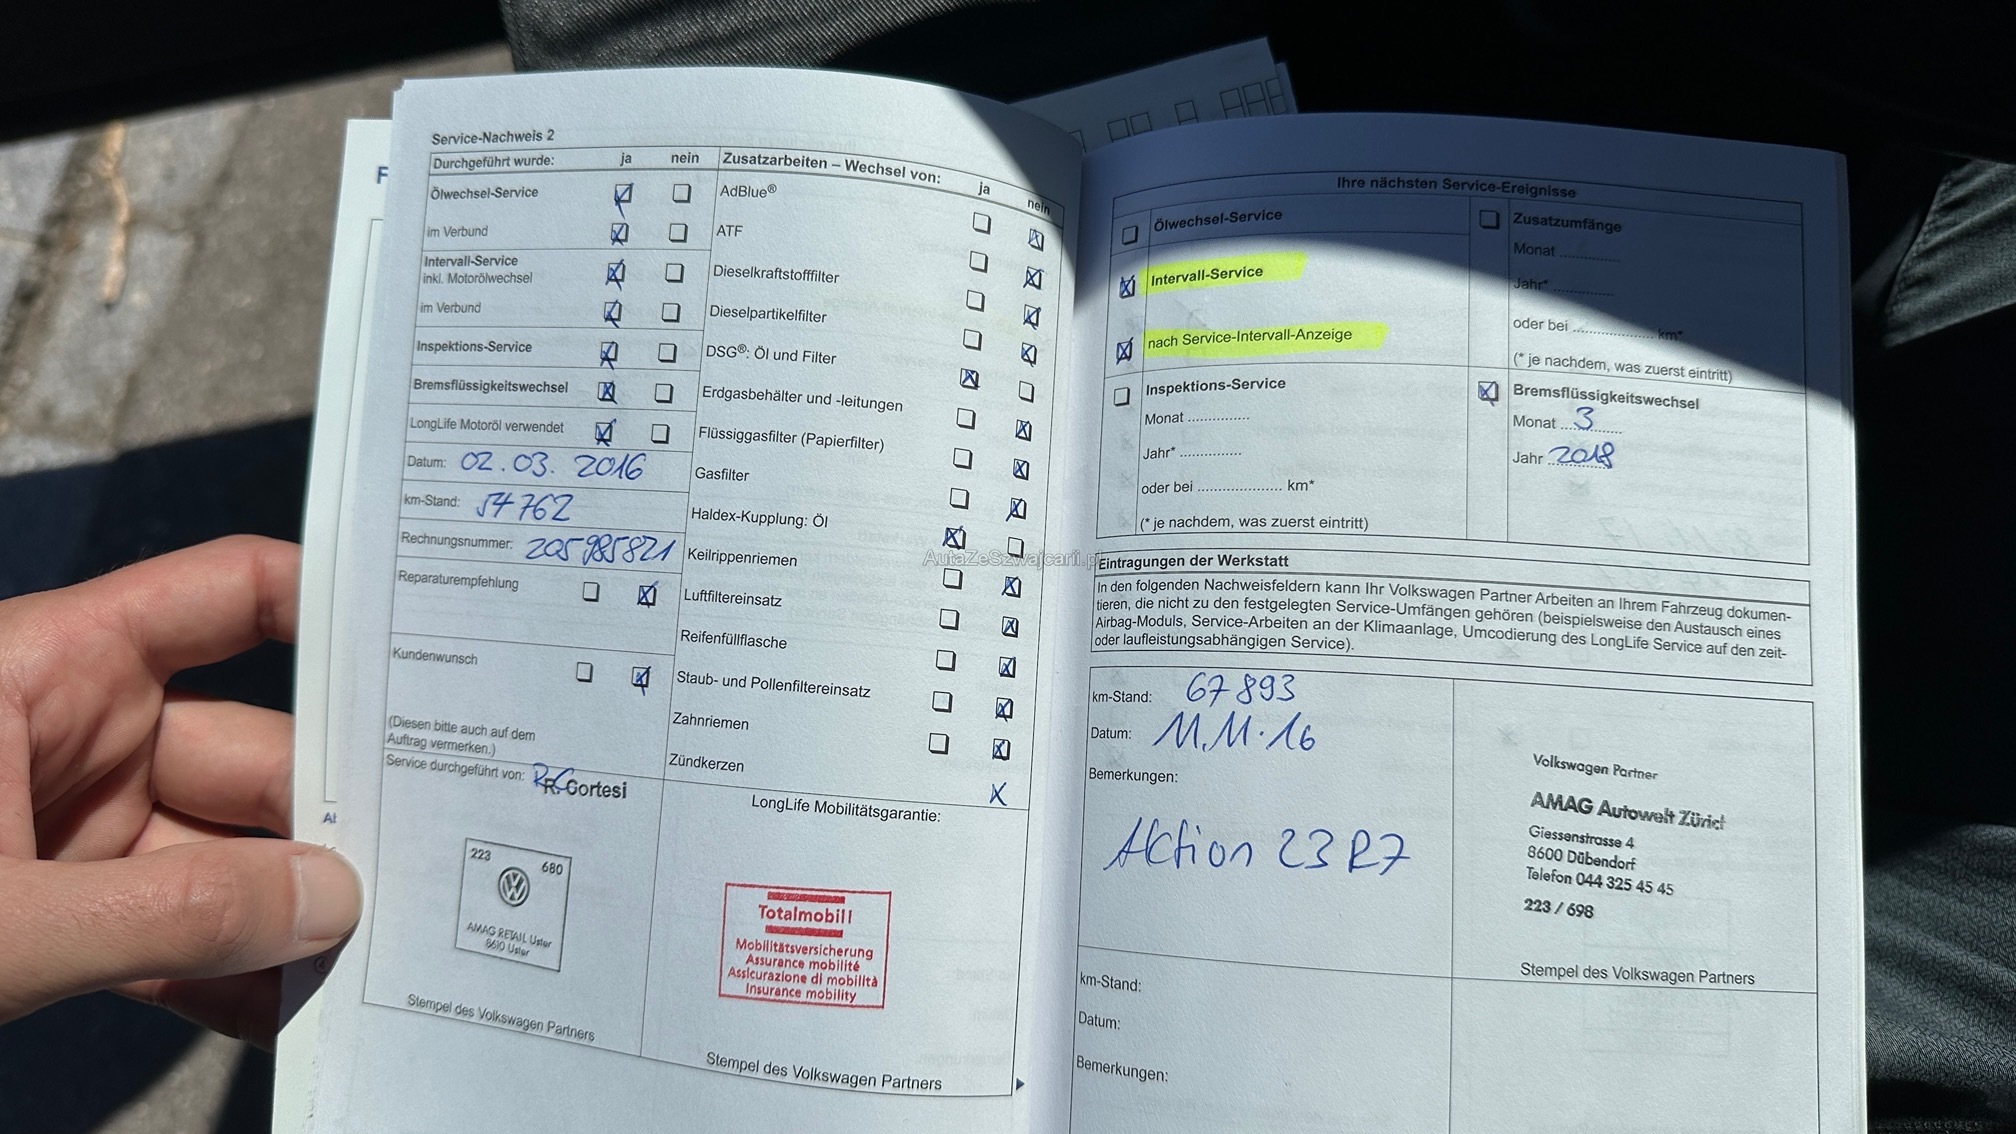 Service-Nachweis 2
Durchgeführt wurde: ja nein
Ölwechsel-Service
im Verbund
Intervall-Service
inkl. Motorölwechsel
im Verbund
Inspektions-Service
Bremsflüssigkeitswechsel
LongLife Motoröl verwendet
Datum: 02.03.2016
km-Stand: 54762
Rechnungsnummer: 205985821
Reparaturempfehlung
Kundenwunsch
(Diesen bitte auch auf dem
Auftrag vermerken.)
Service durchgeführt von: R. Cortesi
223 680
AMAG RETAIL Uster
8610 Uster
Stempel des Volkswagen Partners
Zusatzarbeiten – Wechsel von: ja nein
AdBlue®
ATF
Dieselkraftstofffilter
Dieselpartikelfilter
DSG®: Öl und Filter
Erdgasbehälter und -leitungen
Flüssiggasfilter (Papierfilter)
Gasfilter
Haldex-Kupplung: Öl
Keilrippenriemen
Luftfiltereinsatz
Reifenfüllflasche
Staub- und Pollenfiltereinsatz
Zahnriemen
Zündkerzen
LongLife Mobilitätsgarantie:
Totalmobil!
Mobilitätsversicherung
Assurance mobilité
Assicurazione di mobilità
Insurance mobility
Stempel des Volkswagen Partners
AutaZeSzwajcarii.pl
Ihre nächsten Service-Ereignisse
Ölwechsel-Service
Intervall-Service
nach Service-Intervall-Anzeige
Inspektions-Service
Monat ..............
Jahr* ..............
oder bei .................... km*
(* je nachdem, was zuerst eintritt)
Zusatzumfänge
Monat ..............
Jahr* ..............
oder bei .................... km*
(* je nachdem, was zuerst eintritt)
Bremsflüssigkeitswechsel
Monat 3
Jahr 2018
Eintragungen der Werkstatt
In den folgenden Nachweisfeldern kann Ihr Volkswagen Partner Arbeiten an Ihrem Fahrzeug dokumen-
tieren, die nicht zu den festgelegten Service-Umfängen gehören (beispielsweise den Austausch eines
Airbag-Moduls, Service-Arbeiten an der Klimaanlage, Umcodierung des LongLife Service auf den zeit-
oder laufleistungsabhängigen Service).
km-Stand: 67893
Datum: 11.11.16
Bemerkungen:
Aktion 23R7
Volkswagen Partner
AMAG Autowelt Zürich
Giessenstrasse 4
8600 Dübendorf
Telefon 044 325 45 45
223 / 698
Stempel des Volkswagen Partners
km-Stand:
Datum:
Bemerkungen: